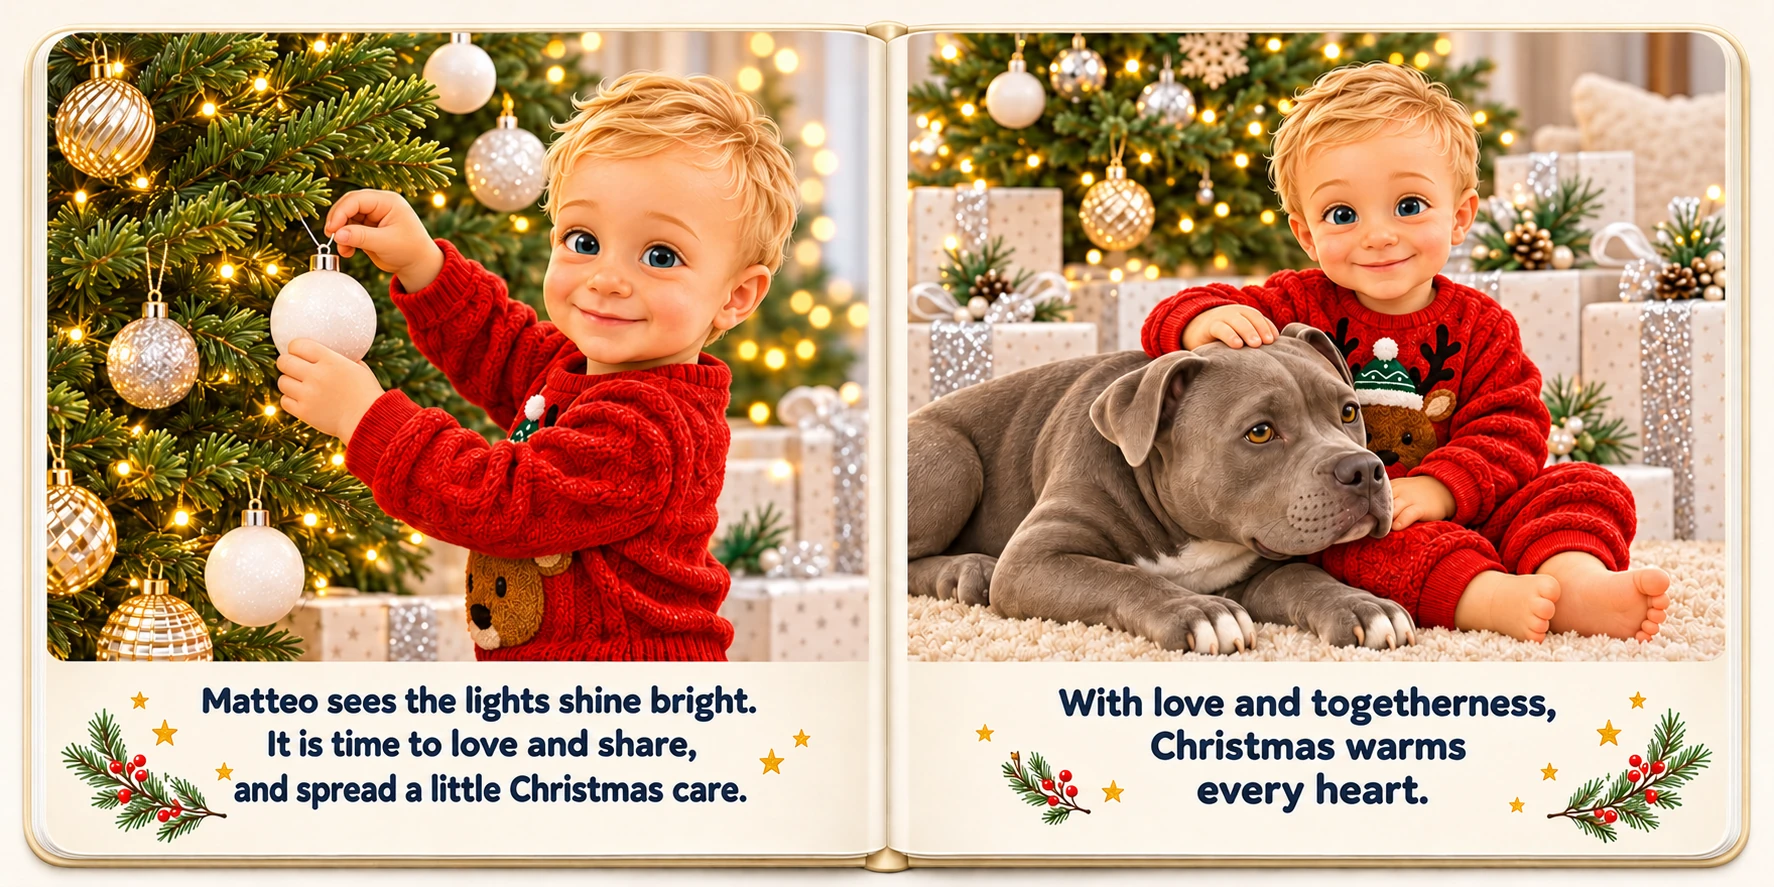 Matteo sees the lights shine bright.
It is time to love and share,
and spread a little Christmas care.
With love and togetherness,
Christmas warms
every heart.